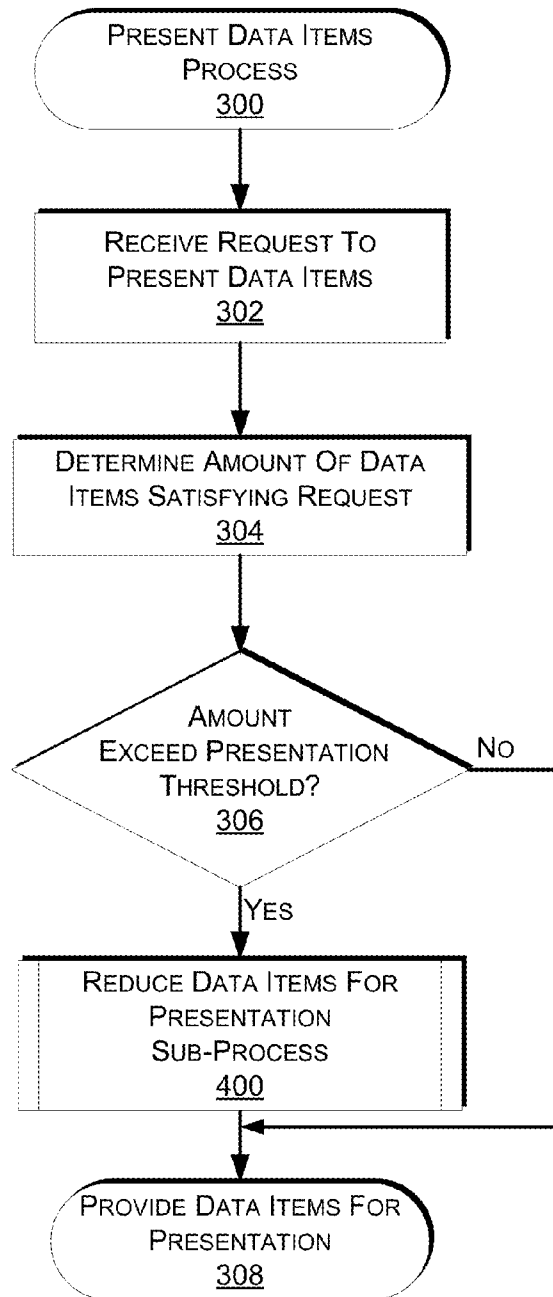 PRESENT DATA ITEMS
PROCESS
300
RECEIVE REQUEST TO
PRESENT DATA ITEMS
302
DETERMINE AMOUNT OF DATA
ITEMS SATISFYING REQUEST
304
AMOUNT
EXCEED PRESENTATION
THRESHOLD?
306
NO
YES
REDUCE DATA ITEMS FOR
PRESENTATION
SUB-PROCESS
400
PROVIDE DATA ITEMS FOR
PRESENTATION
308